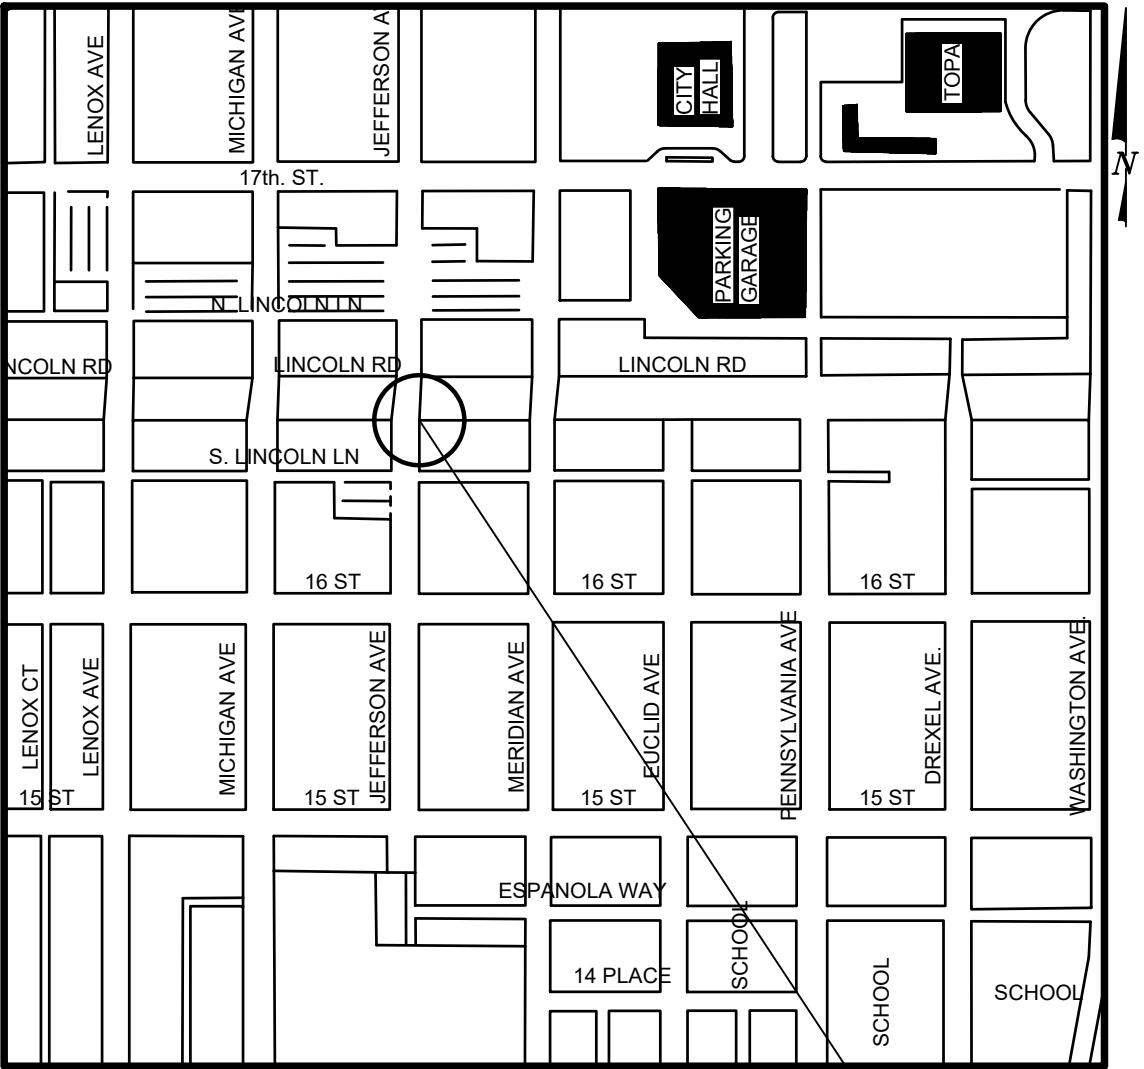 LENOX AVE
MICHIGAN AVE
JEFFERSON A
CITY
HALL
TOPA
N
17th. ST.
PARKING
GARAGE
N. LINCOLN LN
NCOLN RD
LINCOLN RD
LINCOLN RD
S. LINCOLN LN
16 ST
16 ST
16 ST
LENOX CT
LENOX AVE
MICHIGAN AVE
JEFFERSON AVE
MERIDIAN AVE
EUCLID AVE
PENNSYLVANIA AVE
DREXEL AVE.
WASHINGTON AVE.
15 ST
15 ST
15 ST
15 ST
ESPANOLA WAY
14 PLACE
SCHOOL
SCHOOL
SCHOOL